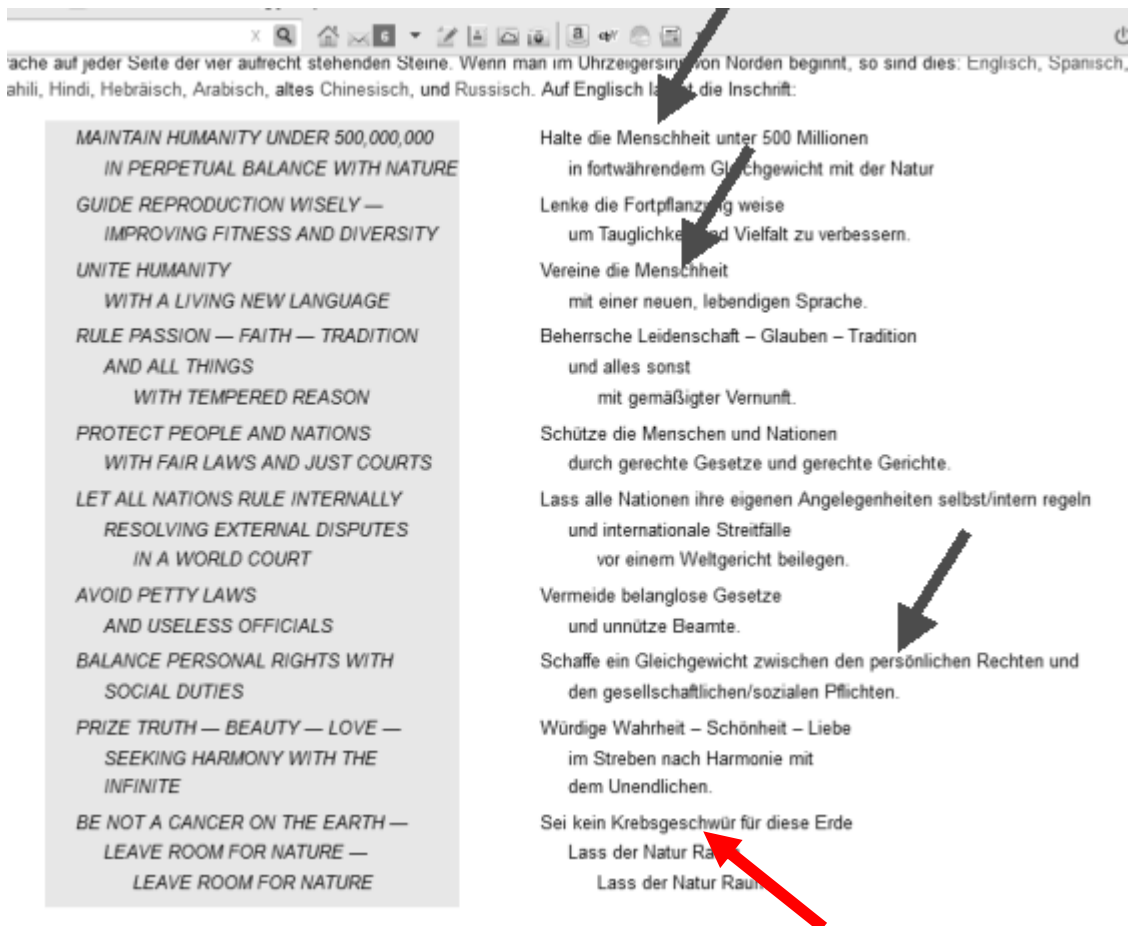 x 6 a
ache auf jeder Seite der vier aufrecht stehenden Steine. Wenn man im Uhrzeigersinn von Norden beginnt, so sind dies: Englisch, Spanisch,
ahili, Hindi, Hebräisch, Arabisch, altes Chinesisch, und Russisch. Auf Englisch die Inschrift:
MAINTAIN HUMANITY UNDER 500,000,000
IN PERPETUAL BALANCE WITH NATURE
GUIDE REPRODUCTION WISELY —
IMPROVING FITNESS AND DIVERSITY
UNITE HUMANITY
WITH A LIVING NEW LANGUAGE
RULE PASSION — FAITH — TRADITION
AND ALL THINGS
WITH TEMPERED REASON
PROTECT PEOPLE AND NATIONS
WITH FAIR LAWS AND JUST COURTS
LET ALL NATIONS RULE INTERNALLY
RESOLVING EXTERNAL DISPUTES
IN A WORLD COURT
AVOID PETTY LAWS
AND USELESS OFFICIALS
BALANCE PERSONAL RIGHTS WITH
SOCIAL DUTIES
PRIZE TRUTH — BEAUTY — LOVE —
SEEKING HARMONY WITH THE
INFINITE
BE NOT A CANCER ON THE EARTH —
LEAVE ROOM FOR NATURE —
LEAVE ROOM FOR NATURE
Halte die Menschheit unter 500 Millionen
in fortwährendem Gleichgewicht mit der Natur
Lenke die Fortpflanzung weise
um Tauglichkeit und Vielfalt zu verbessern.
Vereine die Menschheit
mit einer neuen, lebendigen Sprache.
Beherrsche Leidenschaft – Glauben – Tradition
und alles sonst
mit gemäßigter Vernunft.
Schütze die Menschen und Nationen
durch gerechte Gesetze und gerechte Gerichte.
Lass alle Nationen ihre eigenen Angelegenheiten selbst/intern regeln
und internationale Streitfälle
vor einem Weltgericht beilegen.
Vermeide belanglose Gesetze
und unnütze Beamte.
Schaffe ein Gleichgewicht zwischen den persönlichen Rechten und
den gesellschaftlichen/sozialen Pflichten.
Würdige Wahrheit – Schönheit – Liebe
im Streben nach Harmonie mit
dem Unendlichen.
Sei kein Krebsgeschwür für diese Erde
Lass der Natur Raum
Lass der Natur Raum